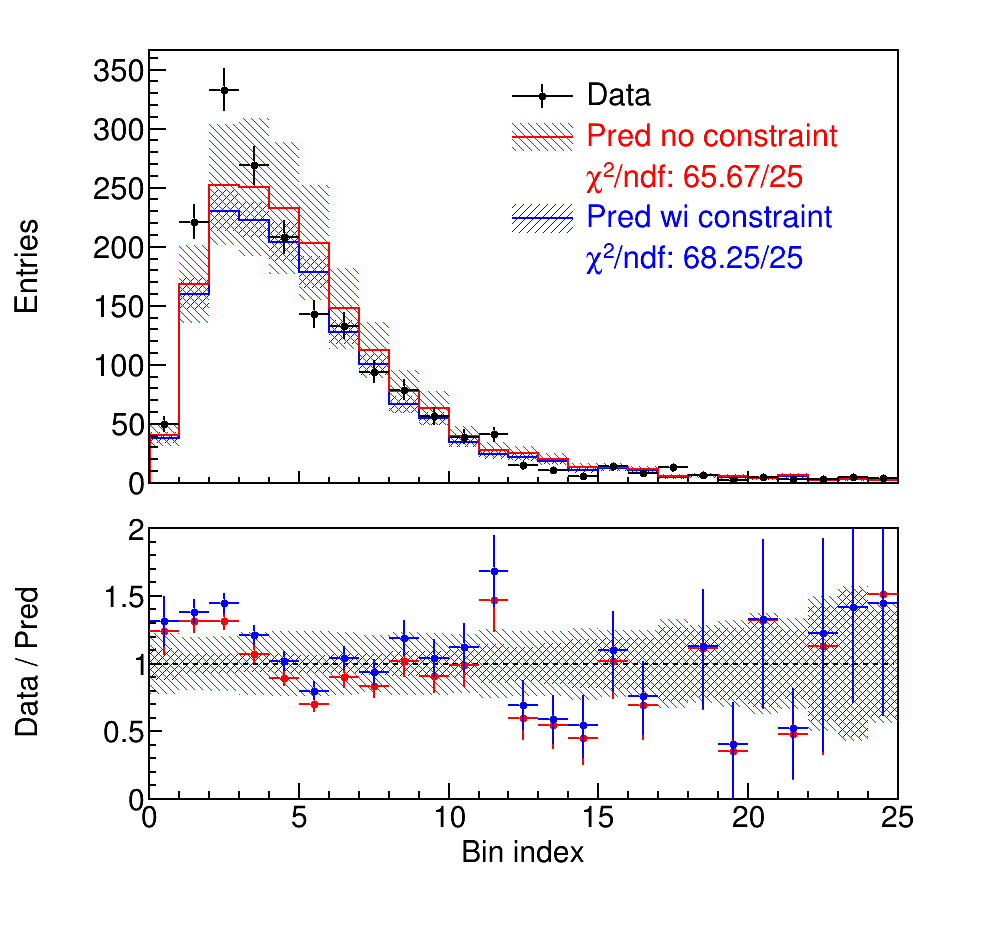 350
300
250
200
150
100
50
0
Entries
Data
Pred no constraint
χ²/ndf: 65.67/25
Pred wi constraint
χ²/ndf: 68.25/25
2
1.5
1
0.5
0
Data / Pred
0 5 10 15 20 25
Bin index